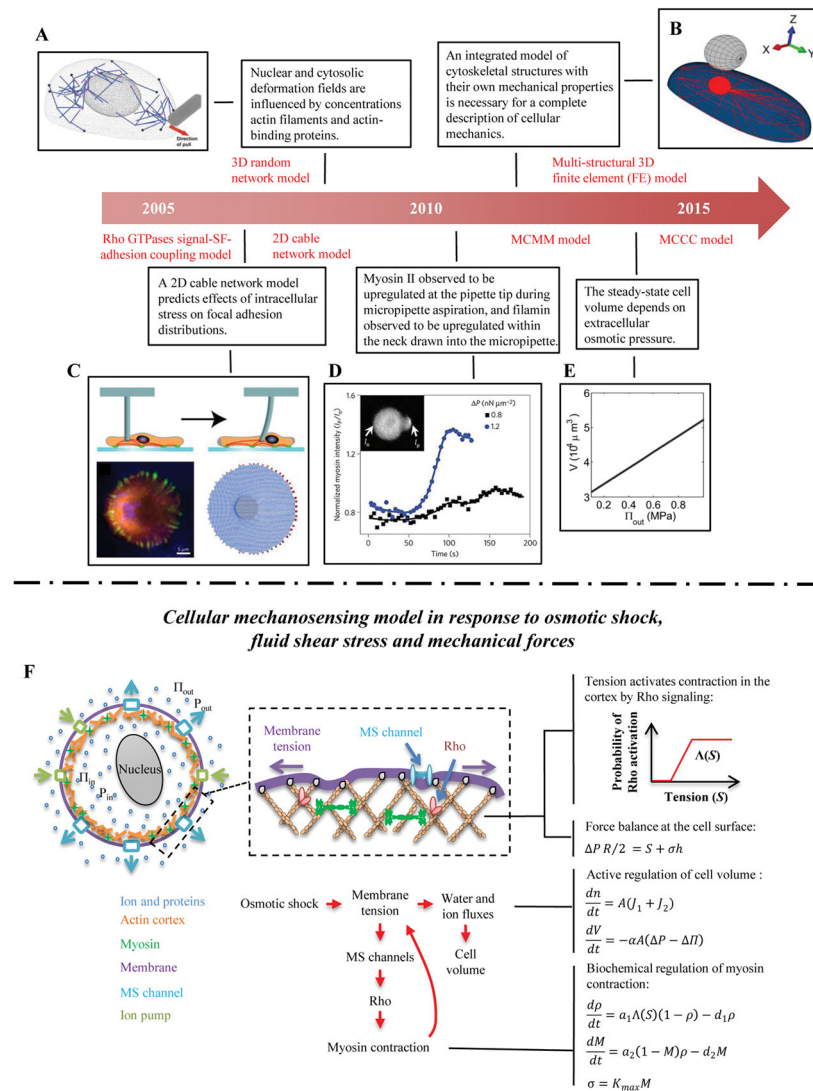 A
Direction
of pull
Nuclear and cytosolic
deformation fields are
influenced by concentrations
actin filaments and actin-
binding proteins.
An integrated model of
cytoskeletal structures with
their own mechanical properties
is necessary for a complete
description of cellular
mechanics.
B
Z
X
Y
3D random
network model
Multi-structural 3D
finite element (FE) model
2005
2010
2015
Rho GTPases signal-SF-
adhesion coupling model
2D cable
network model
MCMM model
MCCC model
A 2D cable network model
predicts effects of intracellular
stress on focal adhesion
distributions.
Myosin II observed to be
upregulated at the pipette tip during
micropipette aspiration, and filamin
observed to be upregulated within
the neck drawn into the micropipette.
The steady-state cell
volume depends on
extracellular
osmotic pressure.
C
5 μm
D
Normalized myosin intensity (Iₚ/Iₒ)
1.6
1.2
0.8
0.4
ΔP (nN μm⁻²)
0.8
1.2
0
50
100
150
200
Time (s)
E
V (10⁴ μ m³)
6
5
4
3
0.2
0.4
0.6
0.8
Π_out (MPa)
Cellular mechanosensing model in response to osmotic shock,
fluid shear stress and mechanical forces
F
Π_out
P_out
Π_in
P_in
Nucleus
Membrane
tension
MS channel
Rho
Tension activates contraction in the
cortex by Rho signaling:
Probability of
Rho activation
Λ(S)
Tension (S)
Force balance at the cell surface:
ΔP R/2 = S + σh
Ion and proteins
Actin cortex
Myosin
Membrane
MS channel
Ion pump
Osmotic shock
Membrane
tension
Water and
ion fluxes
MS channels
Cell
volume
Rho
Myosin contraction
Active regulation of cell volume :
dn/dt = A(J₁ + J₂)
dV/dt = −αA(ΔP − ΔΠ)
Biochemical regulation of myosin
contraction:
dρ/dt = a₁Λ(S)(1 − ρ) − d₁ρ
dM/dt = a₂(1 − M)ρ − d₂M
σ = K_max M